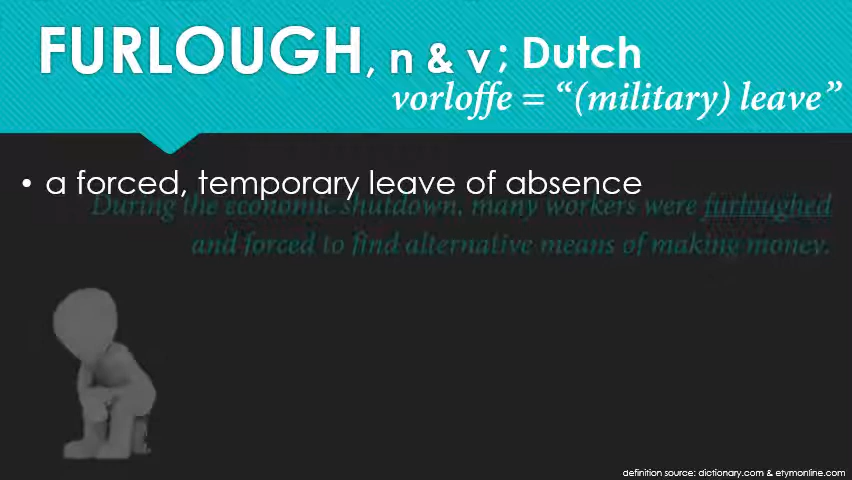 FURLOUGH, n & v; Dutch
vorloffe = “(military) leave”
• a forced, temporary leave of absence
During the economic shutdown, many workers were furloughed
and forced to find alternative means of making money.
definition source: dictionary.com & etymonline.com